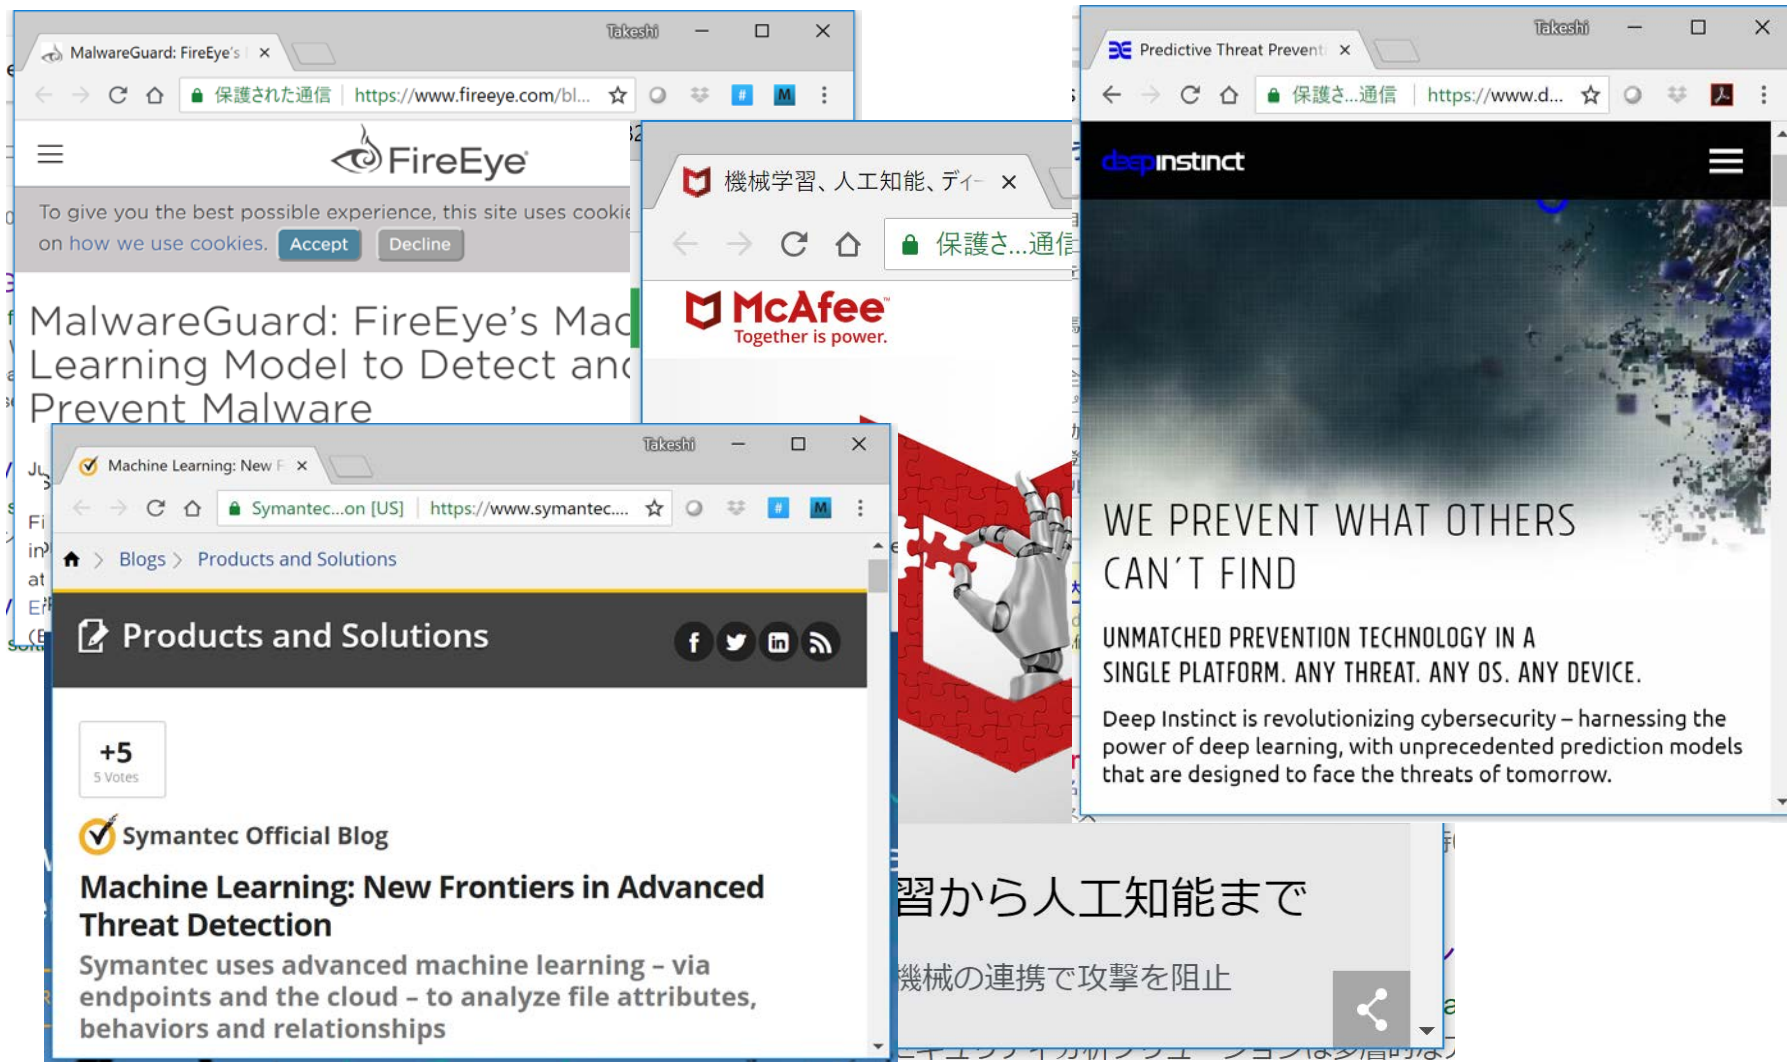 Takeshi
MalwareGuard: FireEye's
保護された通信
https://www.fireeye.com/bl...
FireEye
To give you the best possible experience, this site uses cookie
on how we use cookies. Accept Decline
MalwareGuard: FireEye's Mac
Learning Model to Detect and
Prevent Malware
機械学習、人工知能、ディー
保護さ...通信
McAfee™
Together is power.
習から人工知能まで
機械の連携で攻撃を阻止
Takeshi
Predictive Threat Preventi
保護さ...通信
https://www.d...
deepinstinct
WE PREVENT WHAT OTHERS
CAN'T FIND
UNMATCHED PREVENTION TECHNOLOGY IN A
SINGLE PLATFORM. ANY THREAT. ANY OS. ANY DEVICE.
Deep Instinct is revolutionizing cybersecurity – harnessing the
power of deep learning, with unprecedented prediction models
that are designed to face the threats of tomorrow.
Takeshi
Machine Learning: New F
Symantec...on [US] https://www.symantec....
Blogs > Products and Solutions
Products and Solutions
+5
5 Votes
Symantec Official Blog
Machine Learning: New Frontiers in Advanced
Threat Detection
Symantec uses advanced machine learning – via
endpoints and the cloud – to analyze file attributes,
behaviors and relationships